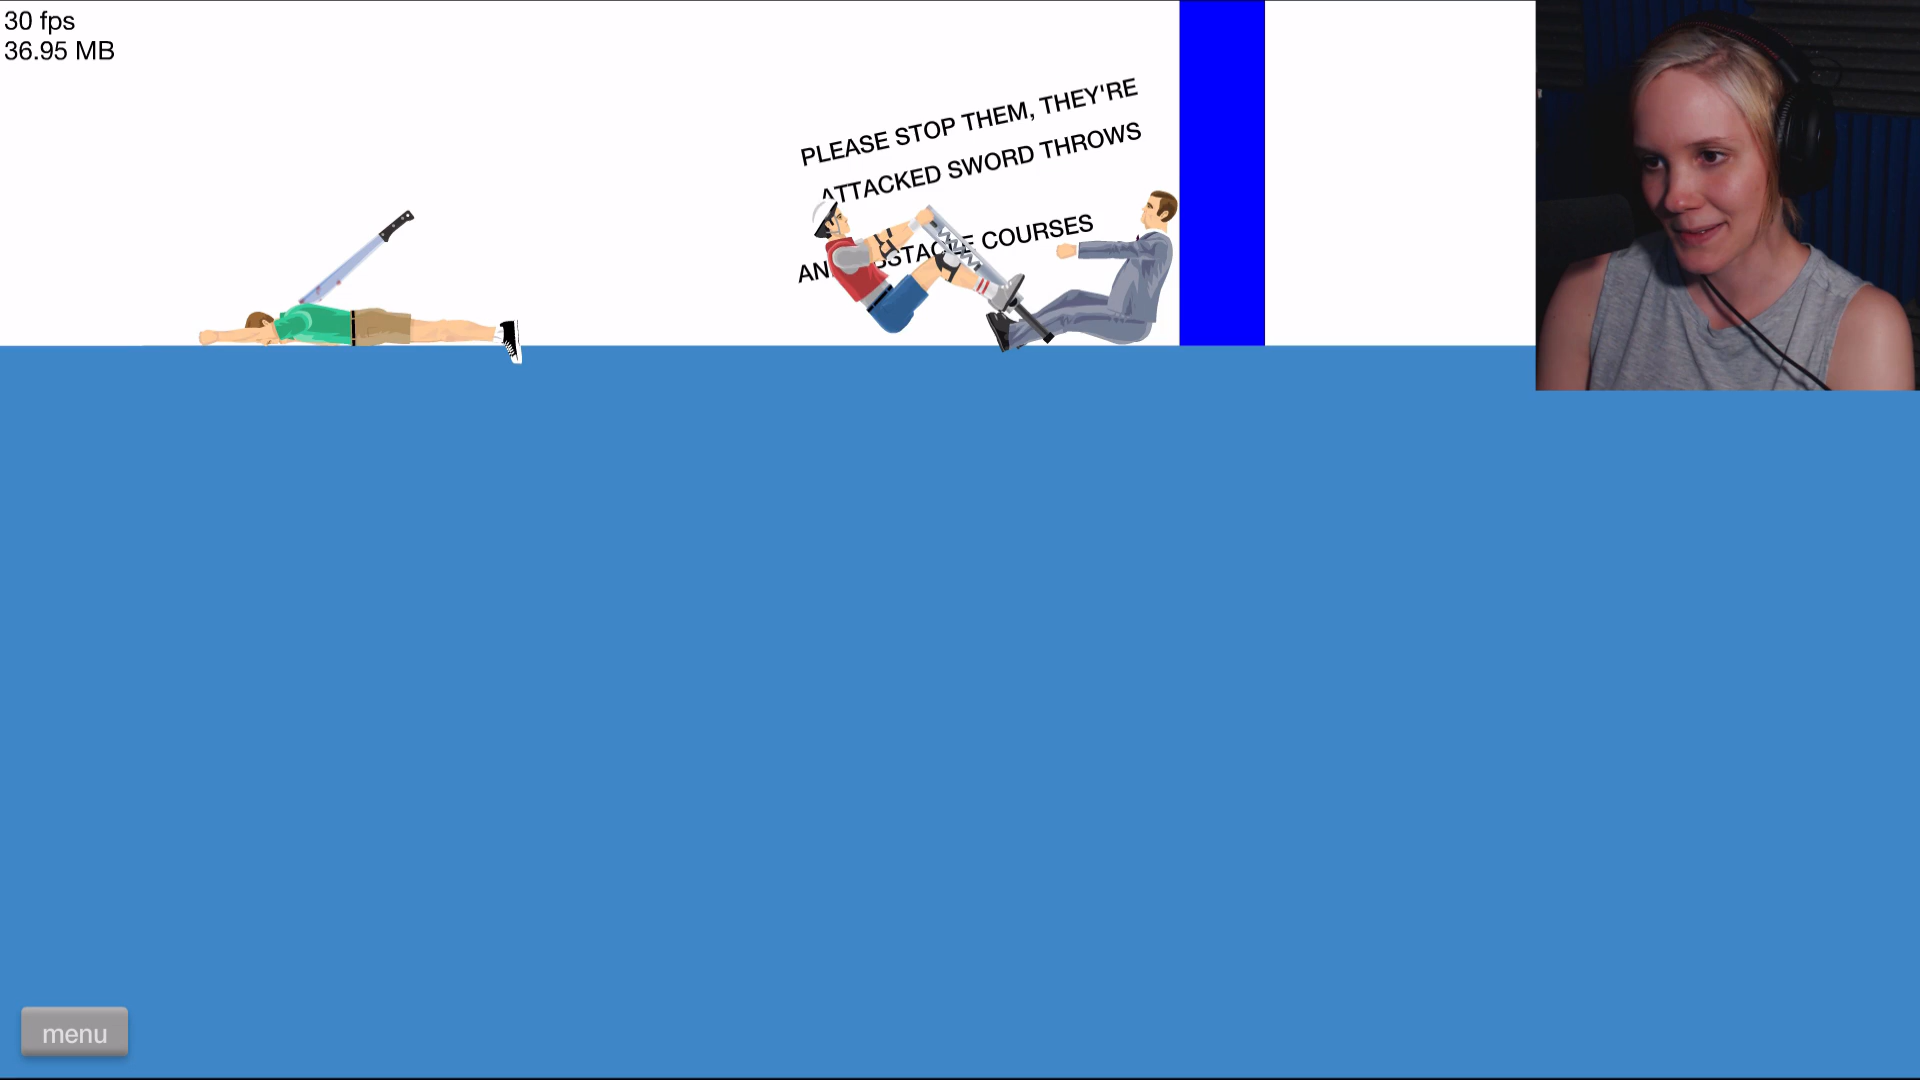 30 fps
36.95 MB
PLEASE STOP THEM, THEY'RE
ATTACKED SWORD THROWS
COURSES
menu